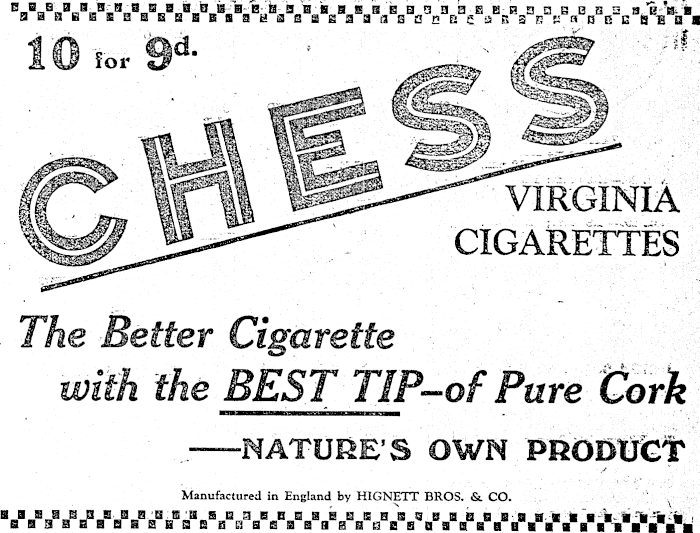 10 for 9d.
CHESS
VIRGINIA
CIGARETTES
The Better Cigarette
with the BEST TIP—of Pure Cork
—NATURE'S OWN PRODUCT
Manufactured in England by HIGNETT BROS. & CO.